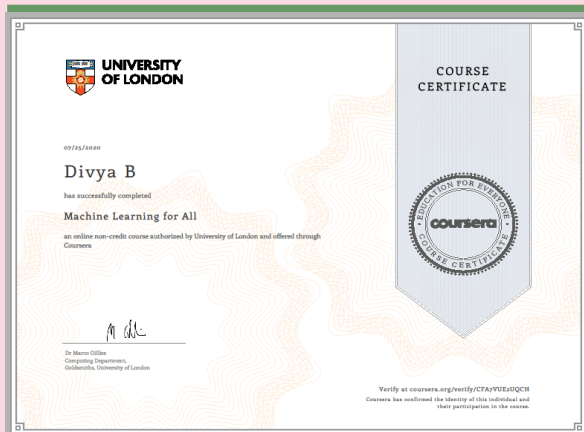 UNIVERSITY
OF LONDON
COURSE
CERTIFICATE
07/25/2020
Divya B
has successfully completed
Machine Learning for All
an online non-credit course authorized by University of London and offered through
Coursera
EDUCATION FOR EVERYONE
coursera
COURSE CERTIFICATE
Dr Marco Gillies
Computing Department,
Goldsmiths, University of London
Verify at coursera.org/verify/CFA7VUE2UQCH
Coursera has confirmed the identity of this individual and
their participation in the course.